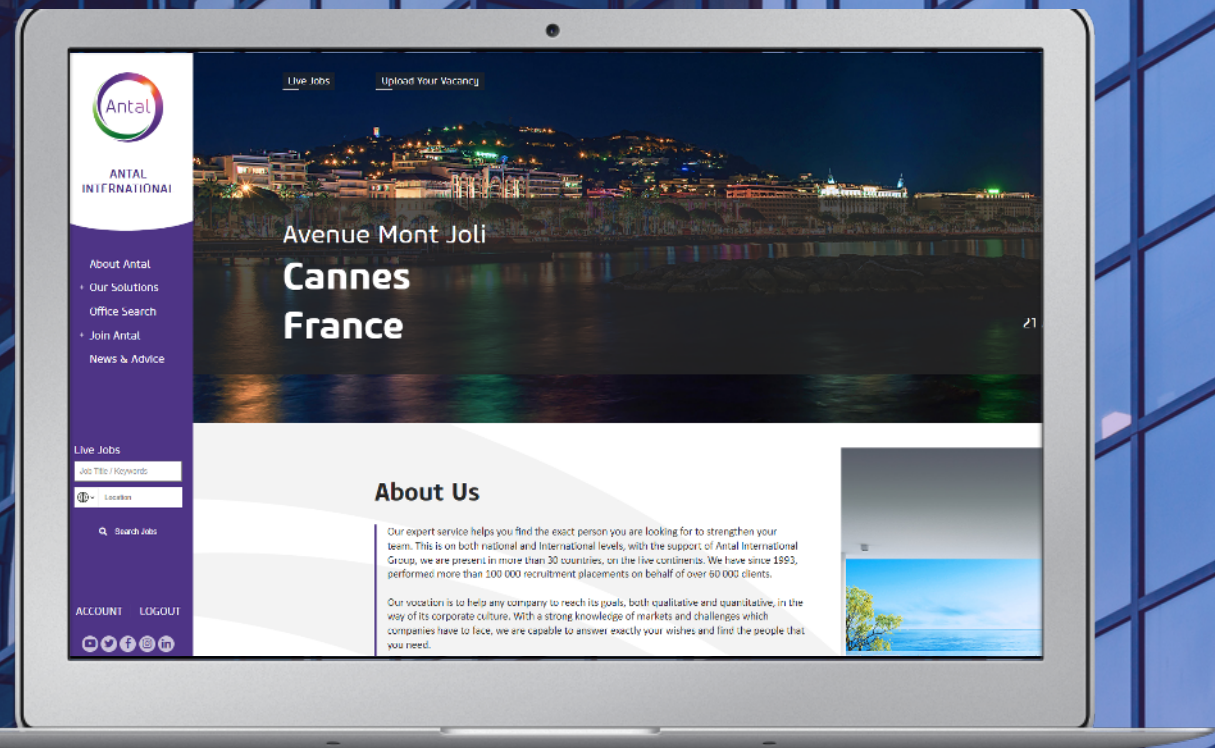 Antal
ANTAL
INTERNATIONAL
About Antal
+ Our Solutions
Office Search
+ Join Antal
News & Advice
Live Jobs
Job Title / Keywords
Location
Search Jobs
ACCOUNT LOGOUT
Live Jobs
Upload Your Vacancy
Avenue Mont Joli
Cannes
France
21
About Us
Our expert service helps you find the exact person you are looking for to strengthen your
team. This is on both national and International levels, with the support of Antal International
Group, we are present in more than 30 countries, on the five continents. We have since 1993,
performed more than 100 000 recruitment placements on behalf of over 60 000 clients.
Our vocation is to help any company to reach its goals, both qualitative and quantitative, in the
way of its corporate culture. With a strong knowledge of markets and challenges which
companies have to face, we are capable to answer exactly your wishes and find the people that
you need.